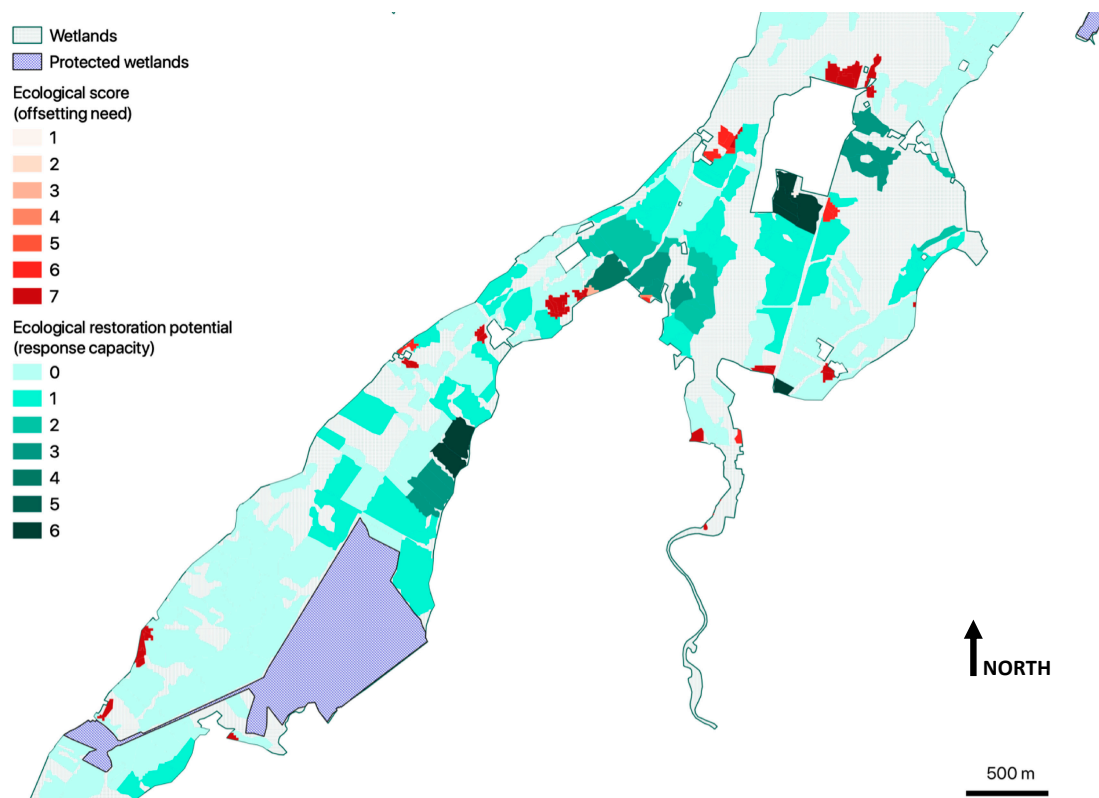 Wetlands
Protected wetlands
Ecological score
(offsetting need)
1
2
3
4
5
6
7
Ecological restoration potential
(response capacity)
0
1
2
3
4
5
6
NORTH
500 m